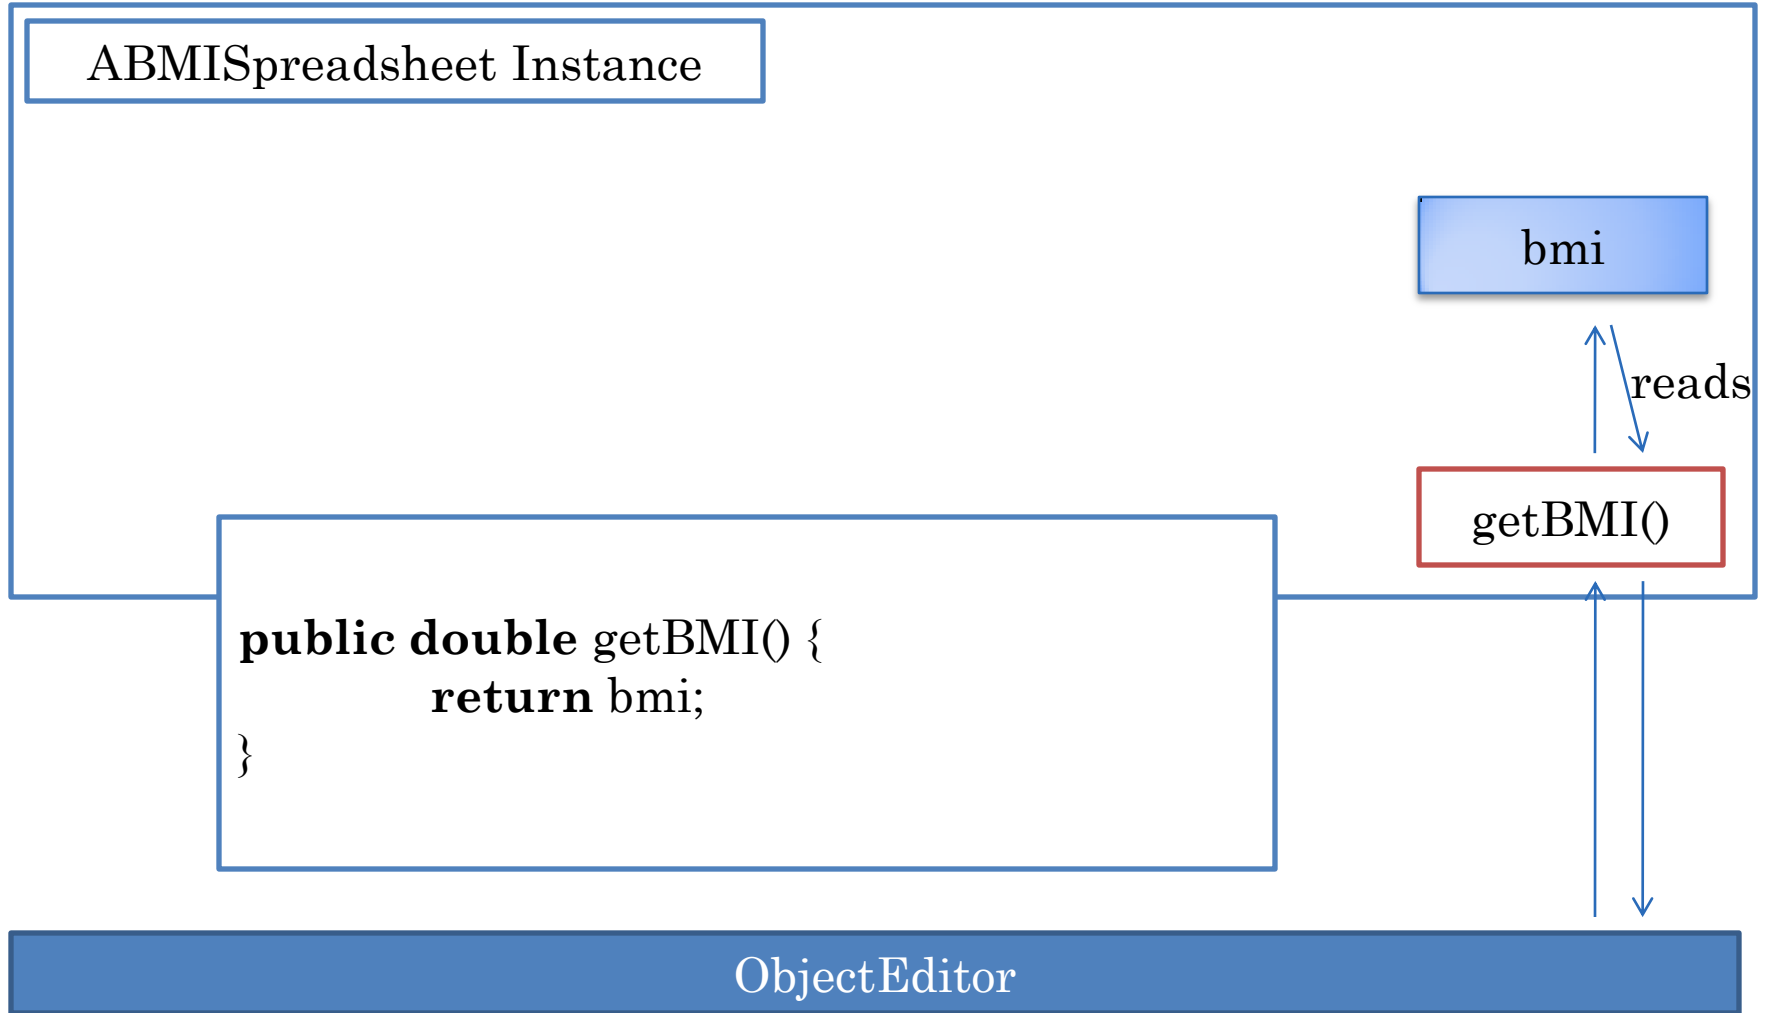 ABMISpreadsheet Instance
bmi
reads
getBMI()
public double getBMI() {
return bmi;
}
ObjectEditor